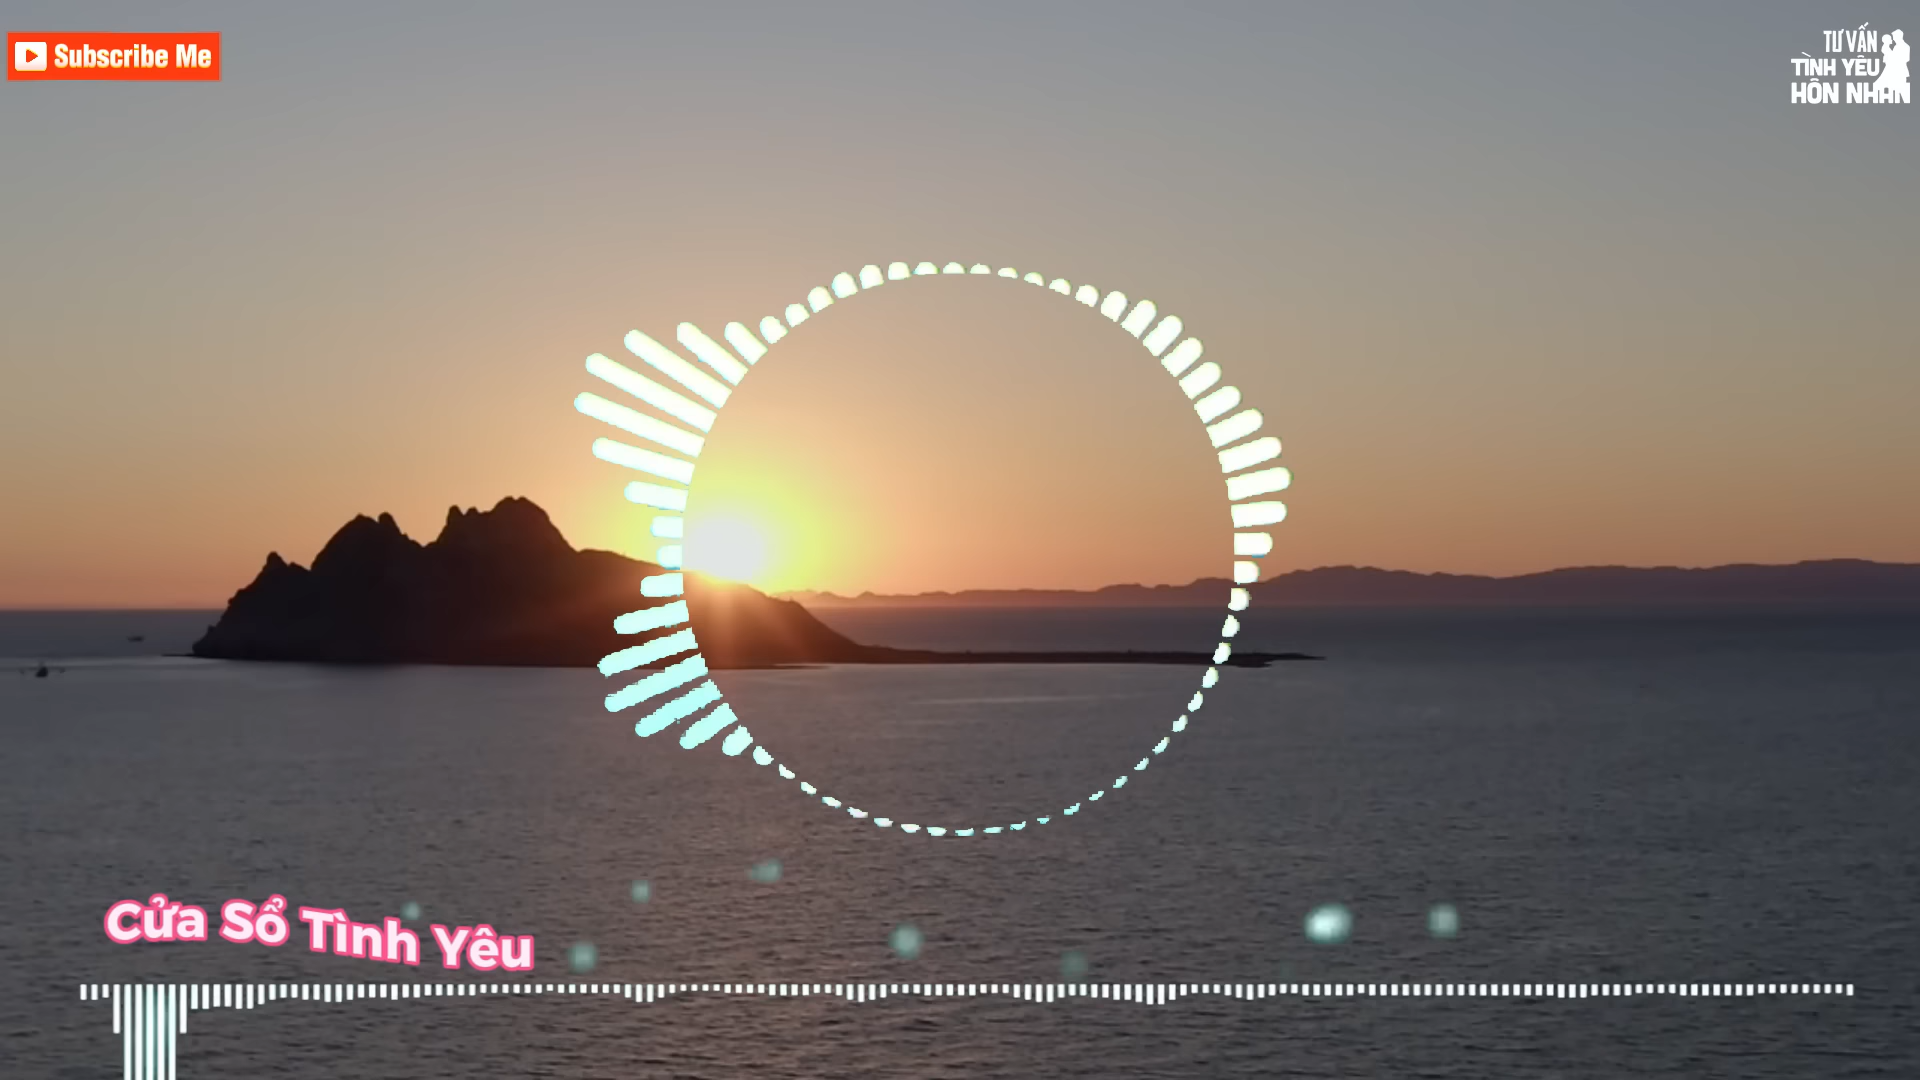 Subscribe Me
TƯ VẤN
TÌNH YÊU
HÔN NHÂN
Cửa Sổ Tình Yêu